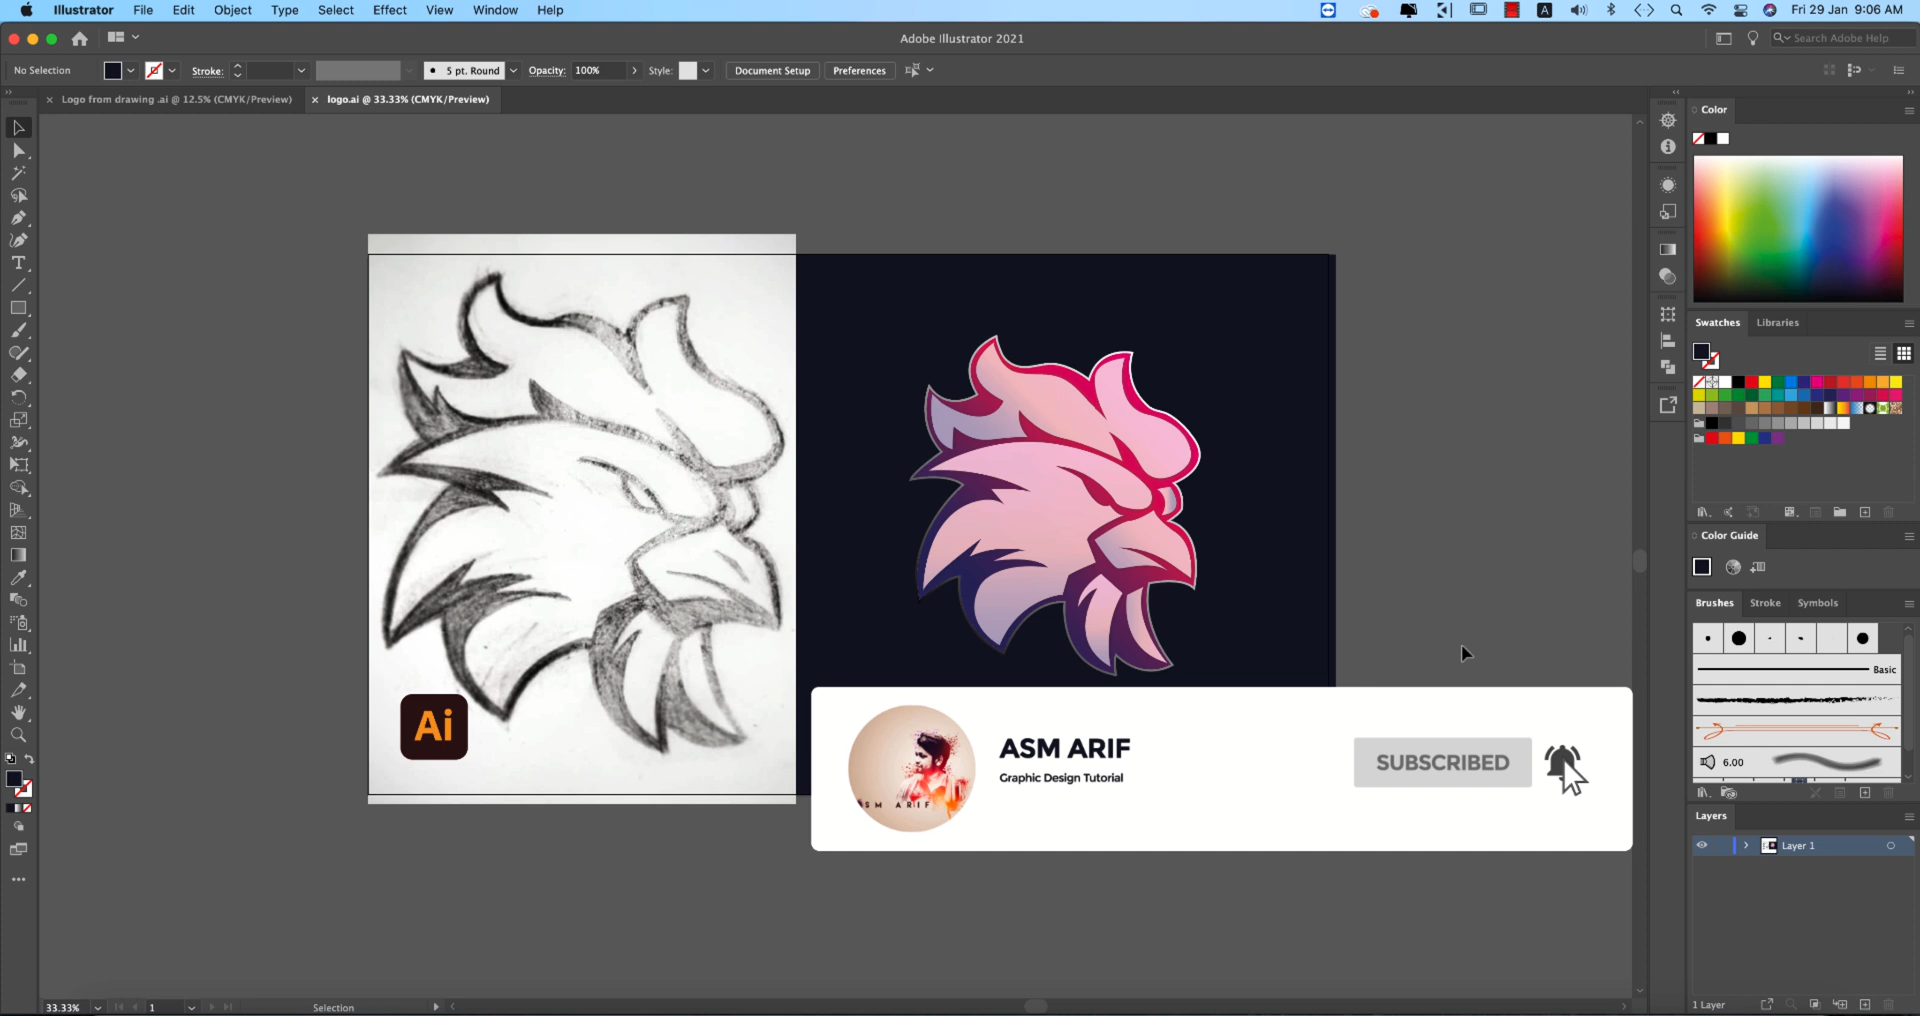 Illustrator File Edit Object Type Select Effect View Window Help
A Fri 29 Jan 9:06 AM
Adobe Illustrator 2021
Search Adobe Help
No Selection Stroke: 5 pt. Round Opacity: 100% Style: Document Setup Preferences
Logo from drawing .ai @ 12.5% (CMYK/Preview) logo.ai @ 33.33% (CMYK/Preview)
Color
Swatches Libraries
Color Guide
Brushes Stroke Symbols
Basic
6.00
Layers
Layer 1
1 Layer
Ai
ASM ARIF
ASM ARIF
Graphic Design Tutorial
SUBSCRIBED
33.33% 1 Selection